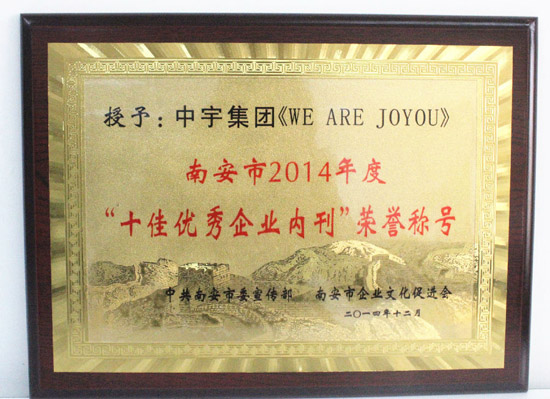 授予：中宇集团《WE ARE JOYOU》
南安市2014年度
“十佳优秀企业内刊”荣誉称号
中共南安市委宣传部 南安市企业文化促进会
二〇一四年十二月